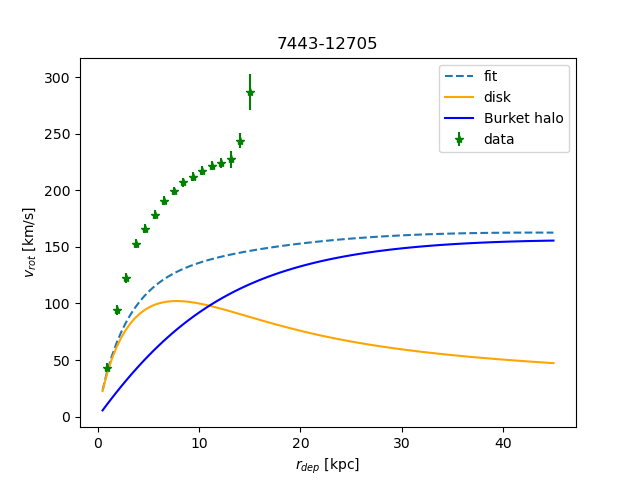 7443-12705
300
250
200
150
100
50
0
v_rot [km/s]
fit
disk
Burket halo
data
0 10 20 30 40
r_dep [kpc]